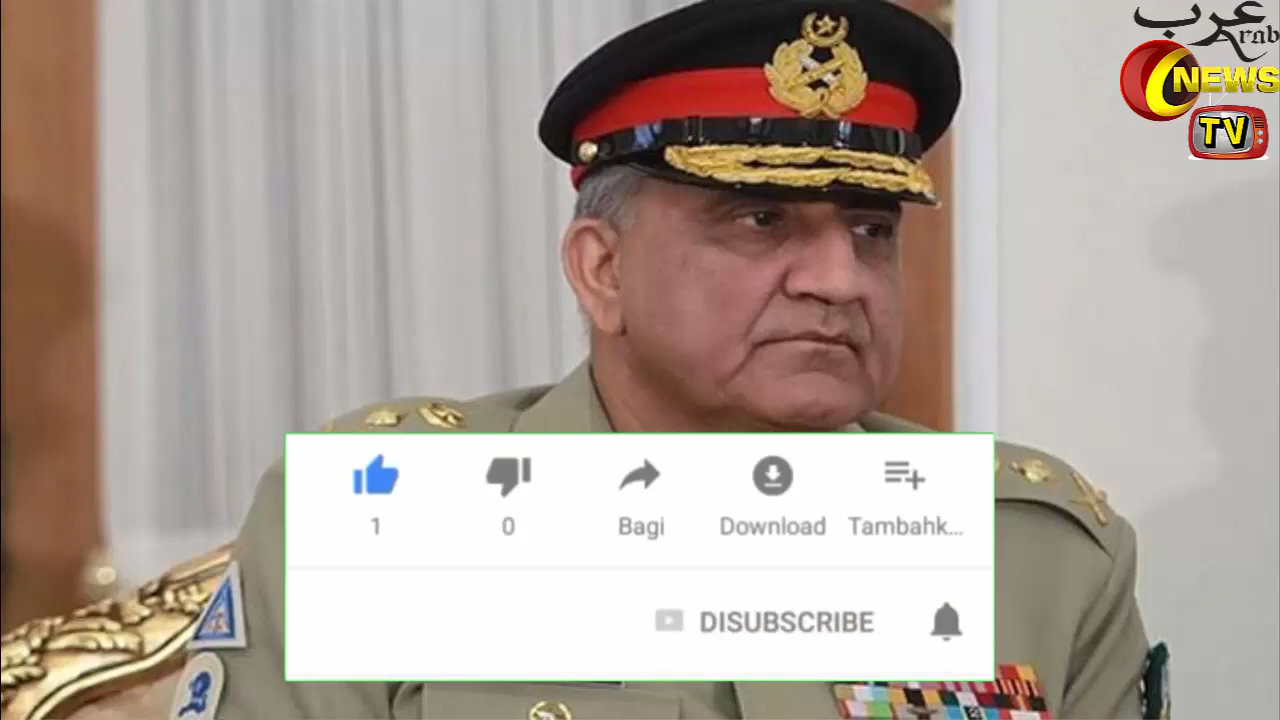 عرب
Arab
NEWS
TV
1
0
Bagi
Download
Tambahk...
DISUBSCRIBE